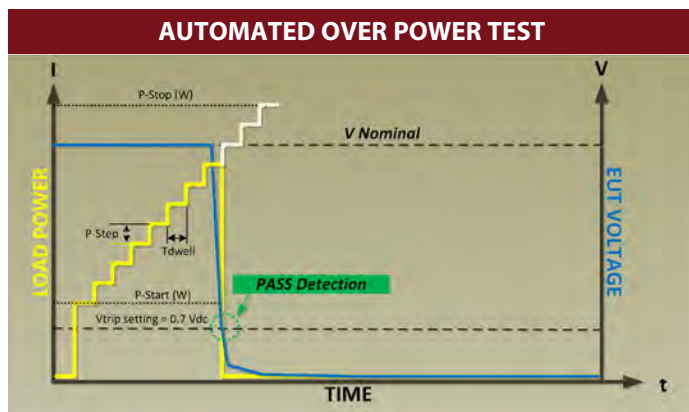 AUTOMATED OVER POWER TEST
I
V
P-Stop (W)
V Nominal
LOAD POWER
EUT VOLTAGE
P-Step
Tdwell
PASS Detection
P-Start (W)
Vtrip setting = 0.7 Vdc
TIME
t